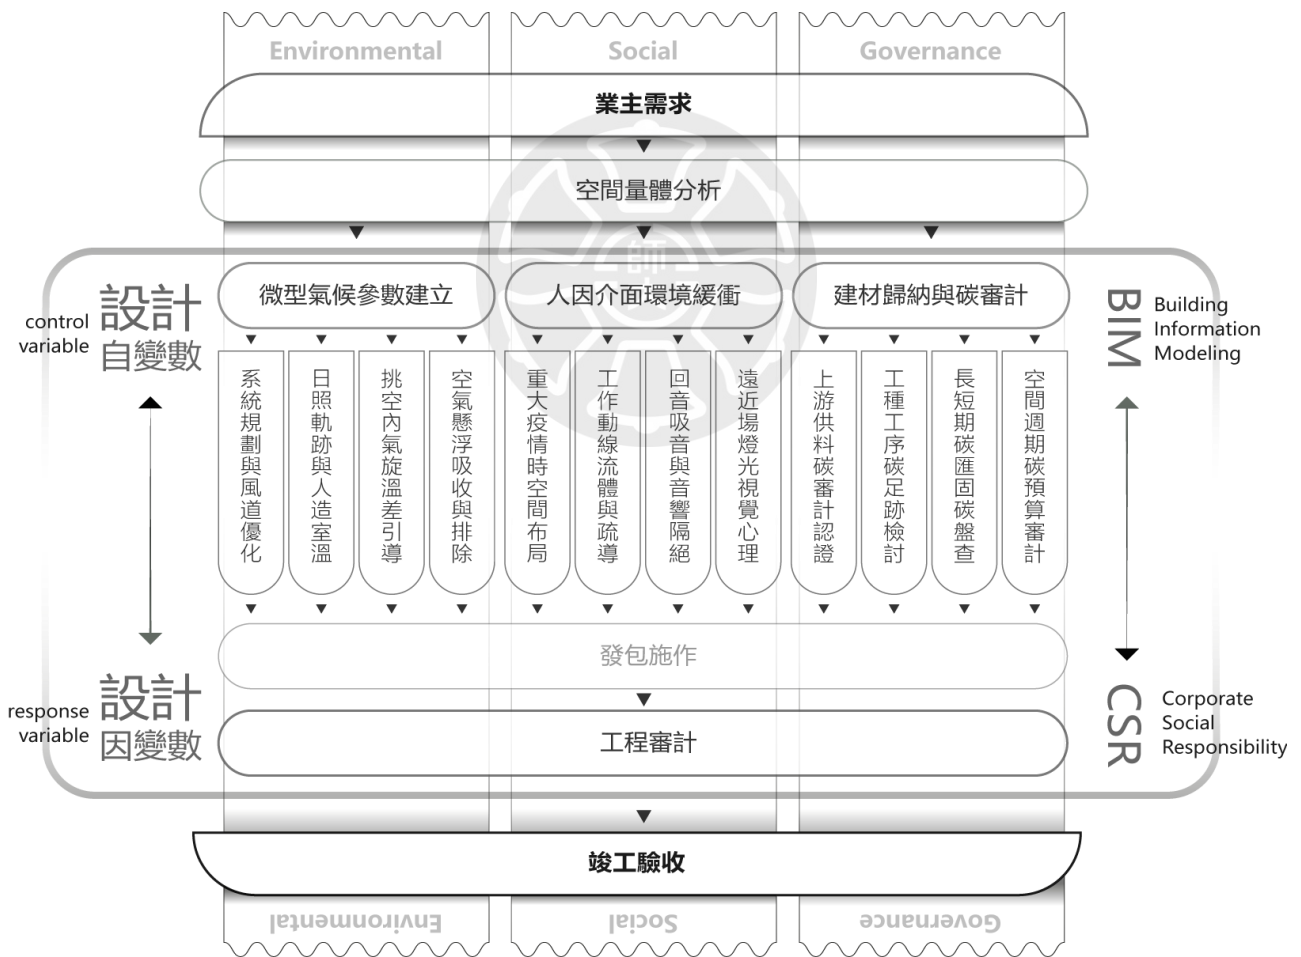 Environmental
Social
Governance
業主需求
空間量體分析
微型氣候參數建立
人因介面環境緩衝
建材歸納與碳審計
設計
自變數
control
variable
BIM
Building
Information
Modeling
師
大
系統規劃與風道優化
日照軌跡與人造室溫
挑空內氣旋溫差引導
空氣懸浮吸收與排除
重大疫情時空間布局
工作動線流體與疏導
回音吸音與音響隔絕
遠近場燈光視覺心理
上游供料碳審計認證
工種工序碳足跡檢討
長短期碳匯固碳盤查
空間週期碳預算審計
發包施作
設計
因變數
response
variable
CSR
Corporate
Social
Responsibility
工程審計
竣工驗收
Environmental
Social
Governance